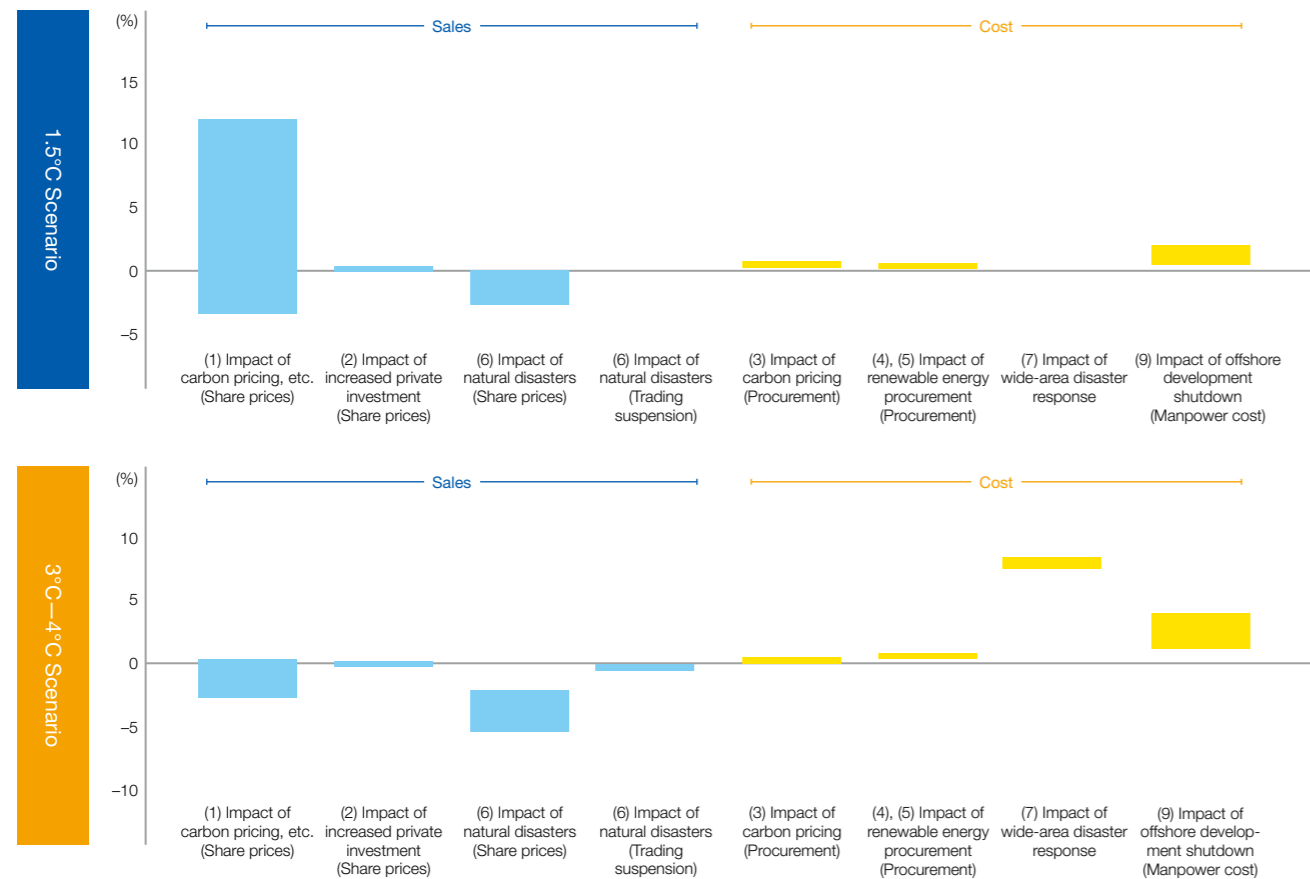 1.5°C Scenario
(%)
Sales
Cost
15
10
5
0
–5
(1) Impact of
carbon pricing, etc.
(Share prices)
(2) Impact of
increased private
investment
(Share prices)
(6) Impact of
natural disasters
(Share prices)
(6) Impact of
natural disasters
(Trading
suspension)
(3) Impact of
carbon pricing
(Procurement)
(4), (5) Impact of
renewable energy
procurement
(Procurement)
(7) Impact of
wide-area disaster
response
(9) Impact of offshore
development
shutdown
(Manpower cost)
3°C—4°C Scenario
(%)
Sales
Cost
10
5
0
–5
–10
(1) Impact of
carbon pricing, etc.
(Share prices)
(2) Impact of
increased private
investment
(Share prices)
(6) Impact of
natural disasters
(Share prices)
(6) Impact of
natural disasters
(Trading
suspension)
(3) Impact of
carbon pricing
(Procurement)
(4), (5) Impact of
renewable energy
procurement
(Procurement)
(7) Impact of
wide-area disaster
response
(9) Impact of
offshore develop-
ment shutdown
(Manpower cost)